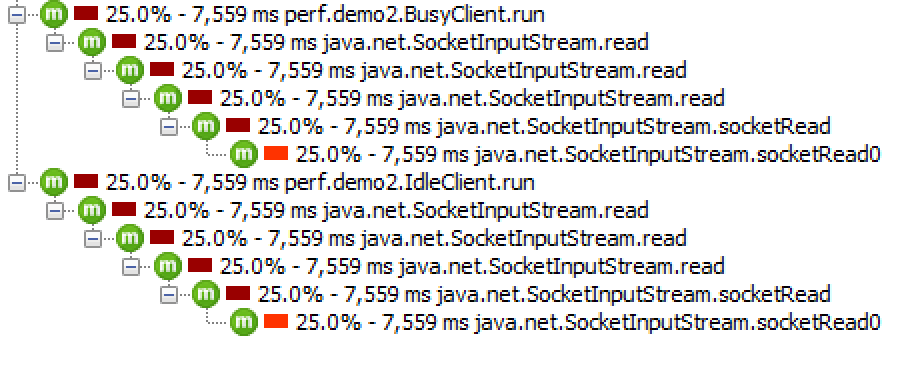 m 25.0% - 7,559 ms perf.demo2.BusyClient.run
m 25.0% - 7,559 ms java.net.SocketInputStream.read
m 25.0% - 7,559 ms java.net.SocketInputStream.read
m 25.0% - 7,559 ms java.net.SocketInputStream.read
m 25.0% - 7,559 ms java.net.SocketInputStream.socketRead
m 25.0% - 7,559 ms java.net.SocketInputStream.socketRead0
m 25.0% - 7,559 ms perf.demo2.IdleClient.run
m 25.0% - 7,559 ms java.net.SocketInputStream.read
m 25.0% - 7,559 ms java.net.SocketInputStream.read
m 25.0% - 7,559 ms java.net.SocketInputStream.read
m 25.0% - 7,559 ms java.net.SocketInputStream.socketRead
m 25.0% - 7,559 ms java.net.SocketInputStream.socketRead0